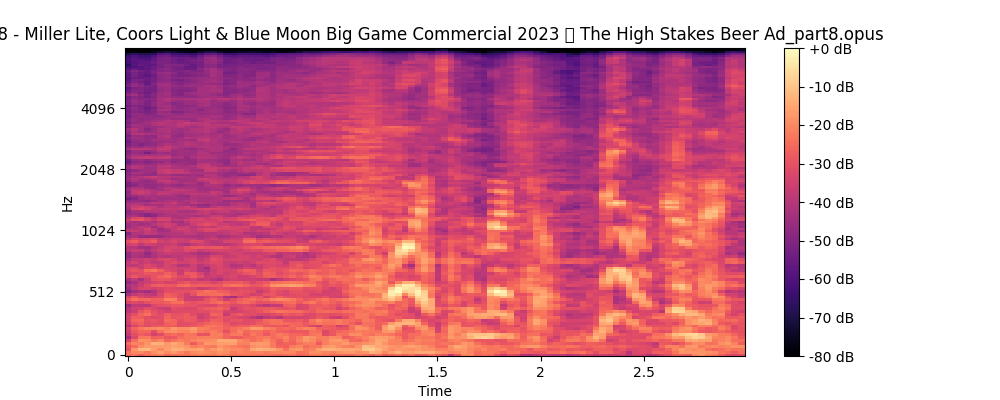 8 - Miller Lite, Coors Light & Blue Moon Big Game Commercial 2023 The High Stakes Beer Ad_part8.opus
+0 dB
-10 dB
-20 dB
-30 dB
-40 dB
-50 dB
-60 dB
-70 dB
-80 dB
Hz
4096
2048
1024
512
0
0 0.5 1 1.5 2 2.5
Time